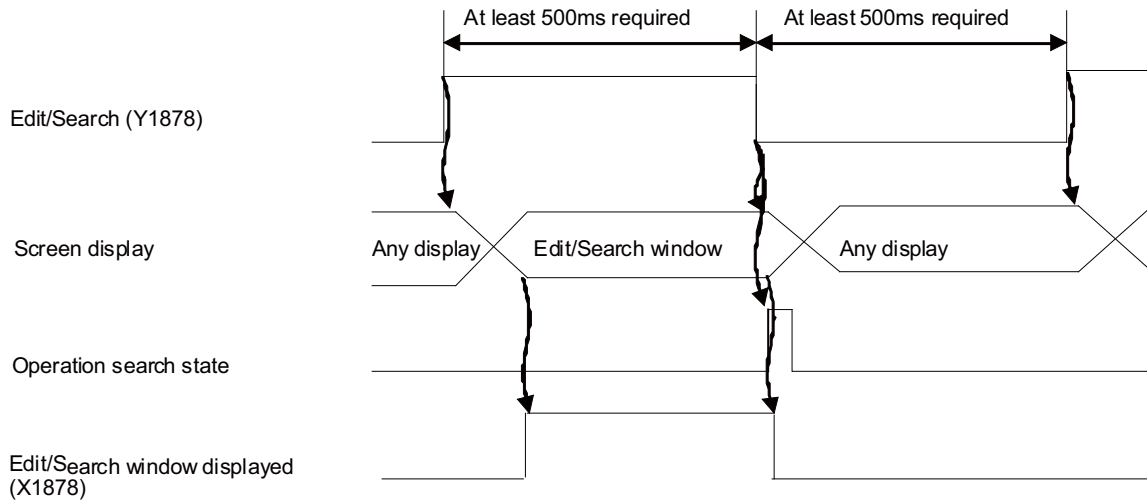 At least 500ms required
At least 500ms required
Edit/Search (Y1878)
Screen display
Any display
Edit/Search window
Any display
Operation search state
Edit/Search window displayed
(X1878)